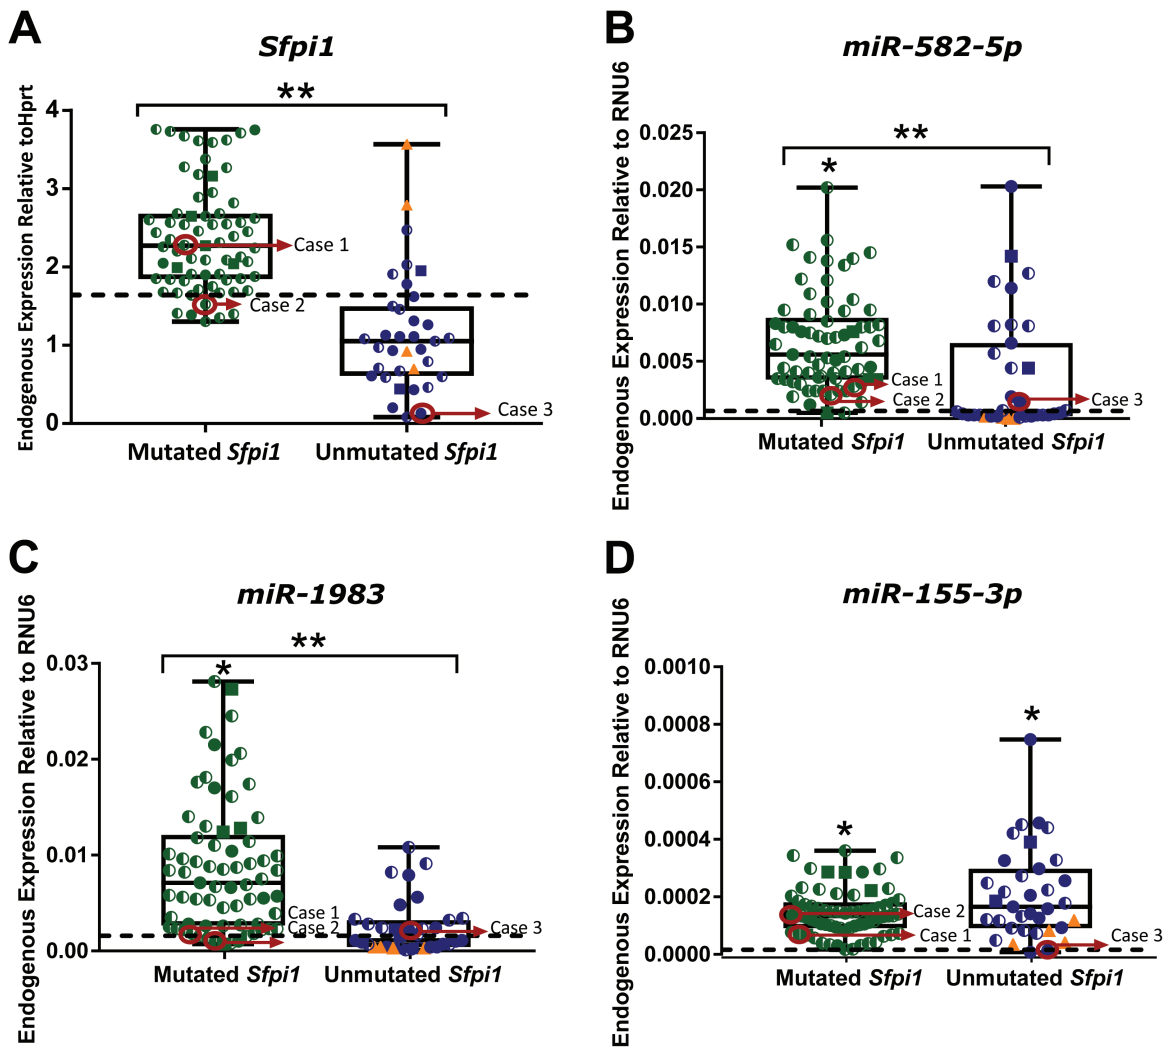 A
Sfpi1
**
Endogenous Expression Relative toHprt
4
3
2
1
0
Case 1
Case 2
Case 3
Mutated Sfpi1
Unmutated Sfpi1
B
miR-582-5p
**
*
Endogenous Expression Relative to RNU6
0.025
0.020
0.015
0.010
0.005
0.000
Case 1
Case 2
Case 3
Mutated Sfpi1
Unmutated Sfpi1
C
miR-1983
**
*
Endogenous Expression Relative to RNU6
0.03
0.02
0.01
0.00
Case 1
Case 2
Case 3
Mutated Sfpi1
Unmutated Sfpi1
D
miR-155-3p
*
*
Endogenous Expression Relative to RNU6
0.0010
0.0008
0.0006
0.0004
0.0002
0.0000
Case 2
Case 1
Case 3
Mutated Sfpi1
Unmutated Sfpi1